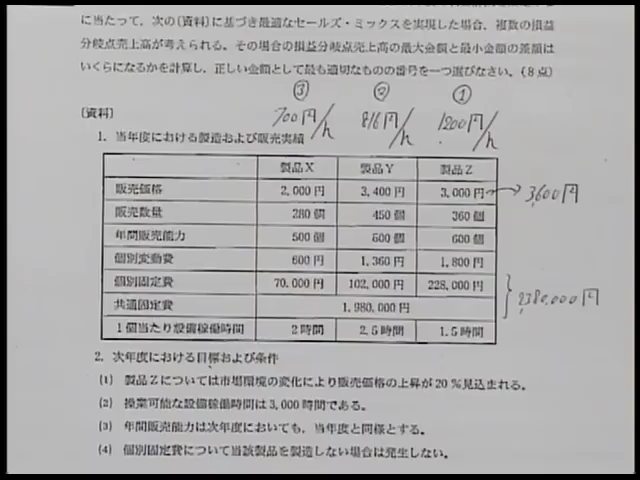 に当たって、次の〔資料〕に基づき最適なセールズ・ミックスを実現した場合、複数の損益
分岐点売上高が考えられる。その場合の損益分岐点売上高の最大金額と最小金額の差額は
いくらになるかを計算し、正しい金額として最も適切なものの番号を一つ選びなさい。（8点）
③ ② ①
〔資料〕 700円/h 816円/h 1200円/h
1. 当年度における製造および販売実績
製品X 製品Y 製品Z
販売価格 2,000円 3,400円 3,000円 → 3,600円
販売数量 280個 450個 360個
年間販売能力 500個 500個 600個
個別変動費 600円 1,360円 1,800円
個別固定費 70,000円 102,000円 228,000円
共通固定費 1,980,000円 2,380,000円
1個当たり設備稼働時間 2時間 2.5時間 1.5時間
2. 次年度における目標および条件
(1) 製品Zについては市場環境の変化により販売価格の上昇が20%見込まれる。
(2) 操業可能な設備稼働時間は3,000時間である。
(3) 年間販売能力は次年度においても、当年度と同様とする。
(4) 個別固定費について当該製品を製造しない場合は発生しない。